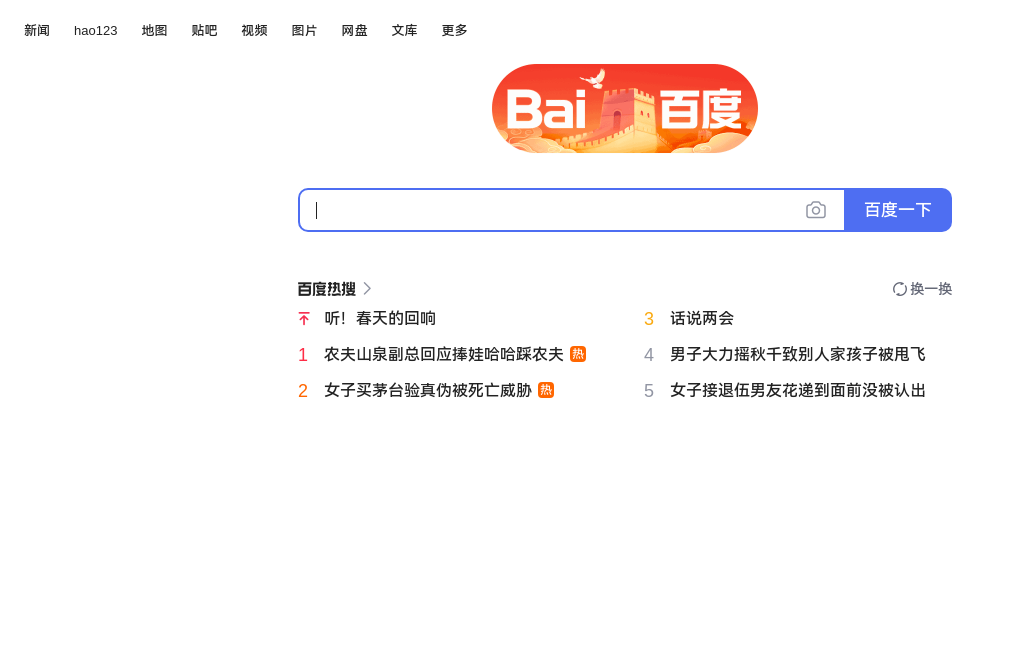 新闻 hao123 地图 贴吧 视频 图片 网盘 文库 更多
Bai 百度
百度一下
百度热搜 换一换
听！春天的回响
1 农夫山泉副总回应捧娃哈哈踩农夫 热
2 女子买茅台验真伪被死亡威胁 热
3 话说两会
4 男子大力摇秋千致别人家孩子被甩飞
5 女子接退伍男友花递到面前没被认出